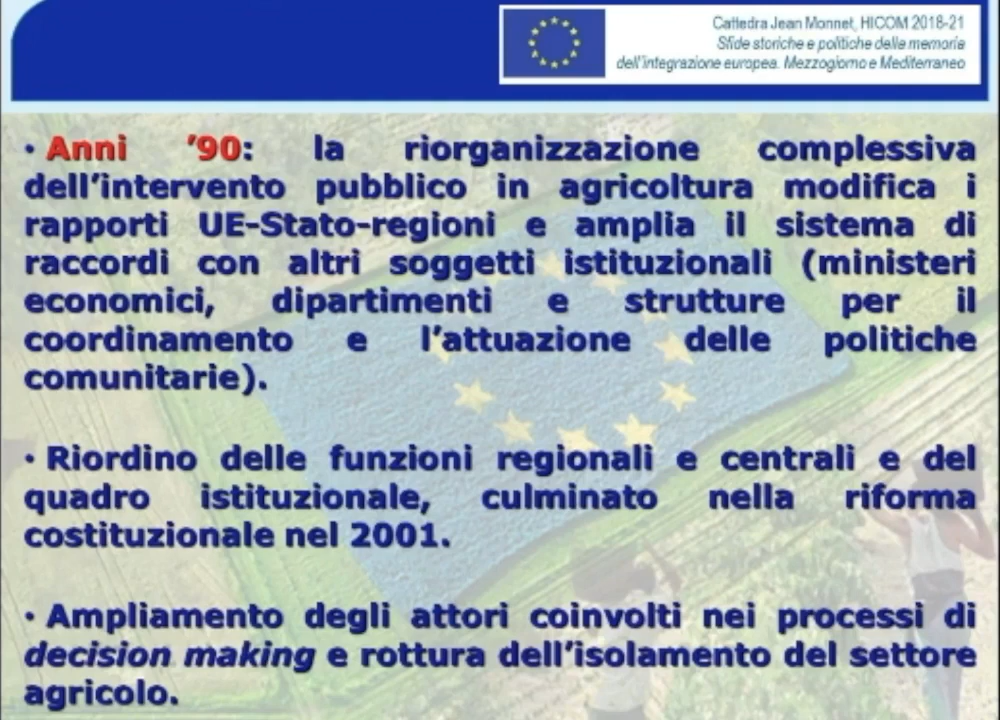 Cattedra Jean Monnet, HICOM 2018-21
Sfide storiche e politiche della memoria
dell'integrazione europea. Mezzogiorno e Mediterraneo
· Anni '90: la riorganizzazione complessiva
dell'intervento pubblico in agricoltura modifica i
rapporti UE-Stato-regioni e amplia il sistema di
raccordi con altri soggetti istituzionali (ministeri
economici, dipartimenti e strutture per il
coordinamento e l'attuazione delle politiche
comunitarie).
· Riordino delle funzioni regionali e centrali e del
quadro istituzionale, culminato nella riforma
costituzionale nel 2001.
· Ampliamento degli attori coinvolti nei processi di
decision making e rottura dell'isolamento del settore
agricolo.